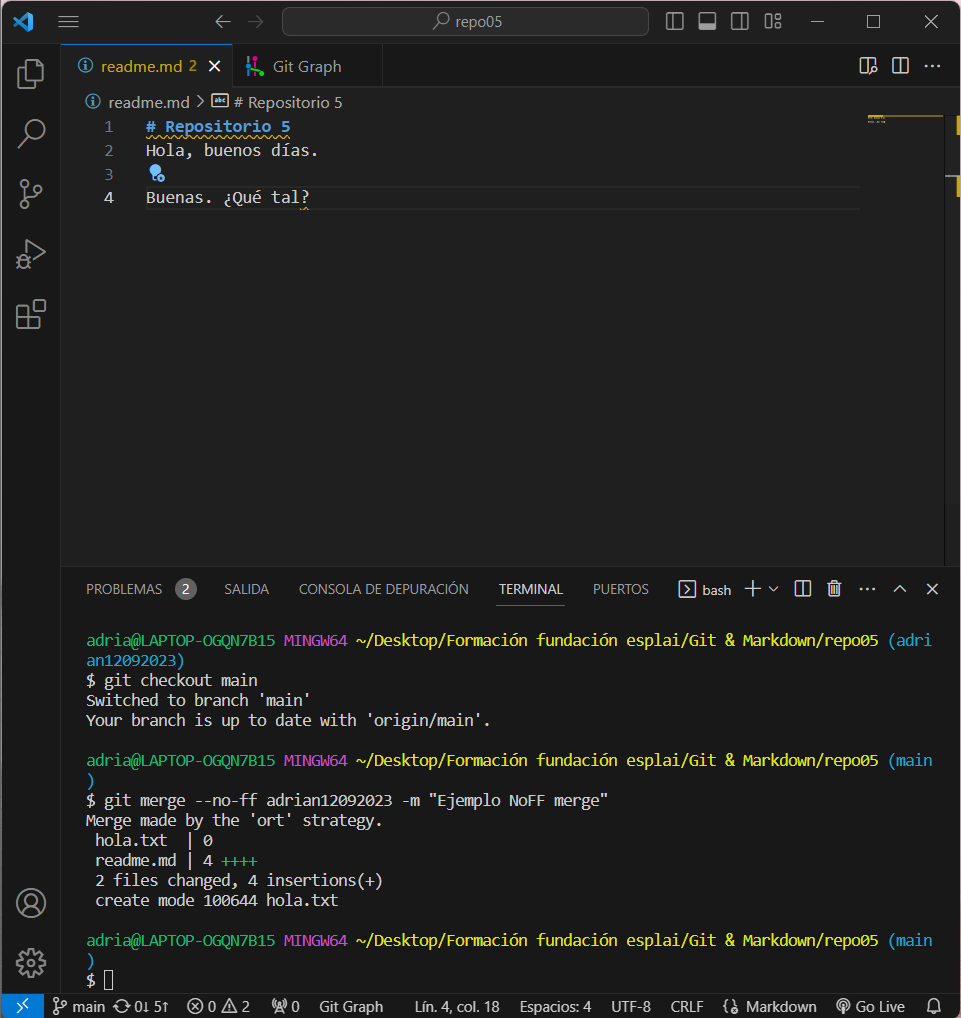 repo05
readme.md 2
Git Graph
readme.md > # Repositorio 5
1 # Repositorio 5
2 Hola, buenos días.
3
4 Buenas. ¿Qué tal?
PROBLEMAS 2 SALIDA CONSOLA DE DEPURACIÓN TERMINAL PUERTOS bash
adria@LAPTOP-OGQN7B15 MINGW64 ~/Desktop/Formación fundación esplai/Git & Markdown/repo05 (adri
an12092023)
$ git checkout main
Switched to branch 'main'
Your branch is up to date with 'origin/main'.
adria@LAPTOP-OGQN7B15 MINGW64 ~/Desktop/Formación fundación esplai/Git & Markdown/repo05 (main
)
$ git merge --no-ff adrian12092023 -m "Ejemplo NoFF merge"
Merge made by the 'ort' strategy.
hola.txt | 0
readme.md | 4 ++++
2 files changed, 4 insertions(+)
create mode 100644 hola.txt
adria@LAPTOP-OGQN7B15 MINGW64 ~/Desktop/Formación fundación esplai/Git & Markdown/repo05 (main
)
$
main 0↓ 5↑ 0 2 0 Git Graph Lín. 4, col. 18 Espacios: 4 UTF-8 CRLF Markdown Go Live